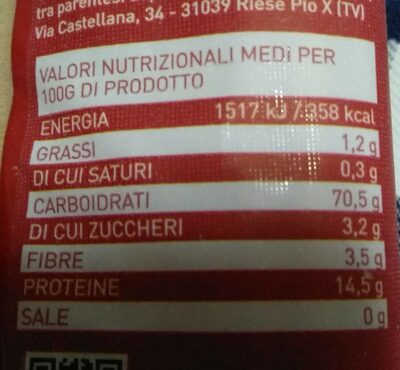 tra parentesi
Via Castellana, 34 - 31039 Riese Pio X (TV)
VALORI NUTRIZIONALI MEDI PER
100G DI PRODOTTO
ENERGIA 1517 kJ / 358 kcal
GRASSI 1,2 g
DI CUI SATURI 0,3 g
CARBOIDRATI 70,5 g
DI CUI ZUCCHERI 3,2 g
FIBRE 3,5 g
PROTEINE 14,5 g
SALE 0 g